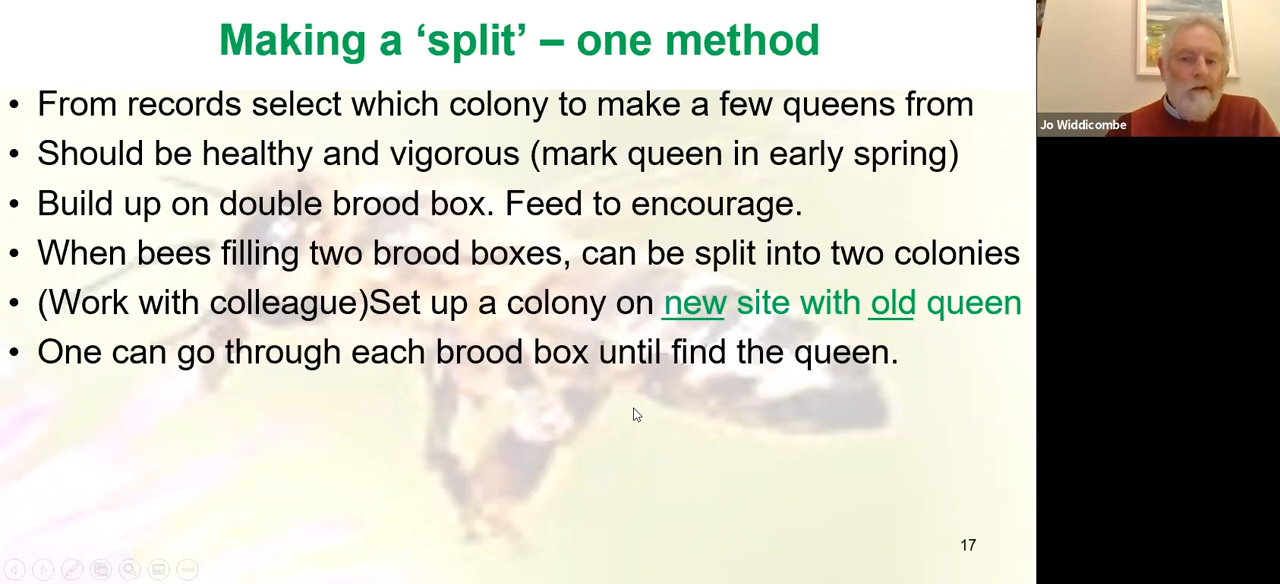 Making a ‘split’ – one method
• From records select which colony to make a few queens from
• Should be healthy and vigorous (mark queen in early spring)
• Build up on double brood box. Feed to encourage.
• When bees filling two brood boxes, can be split into two colonies
• (Work with colleague)Set up a colony on new site with old queen
• One can go through each brood box until find the queen.
17
Jo Widdicombe